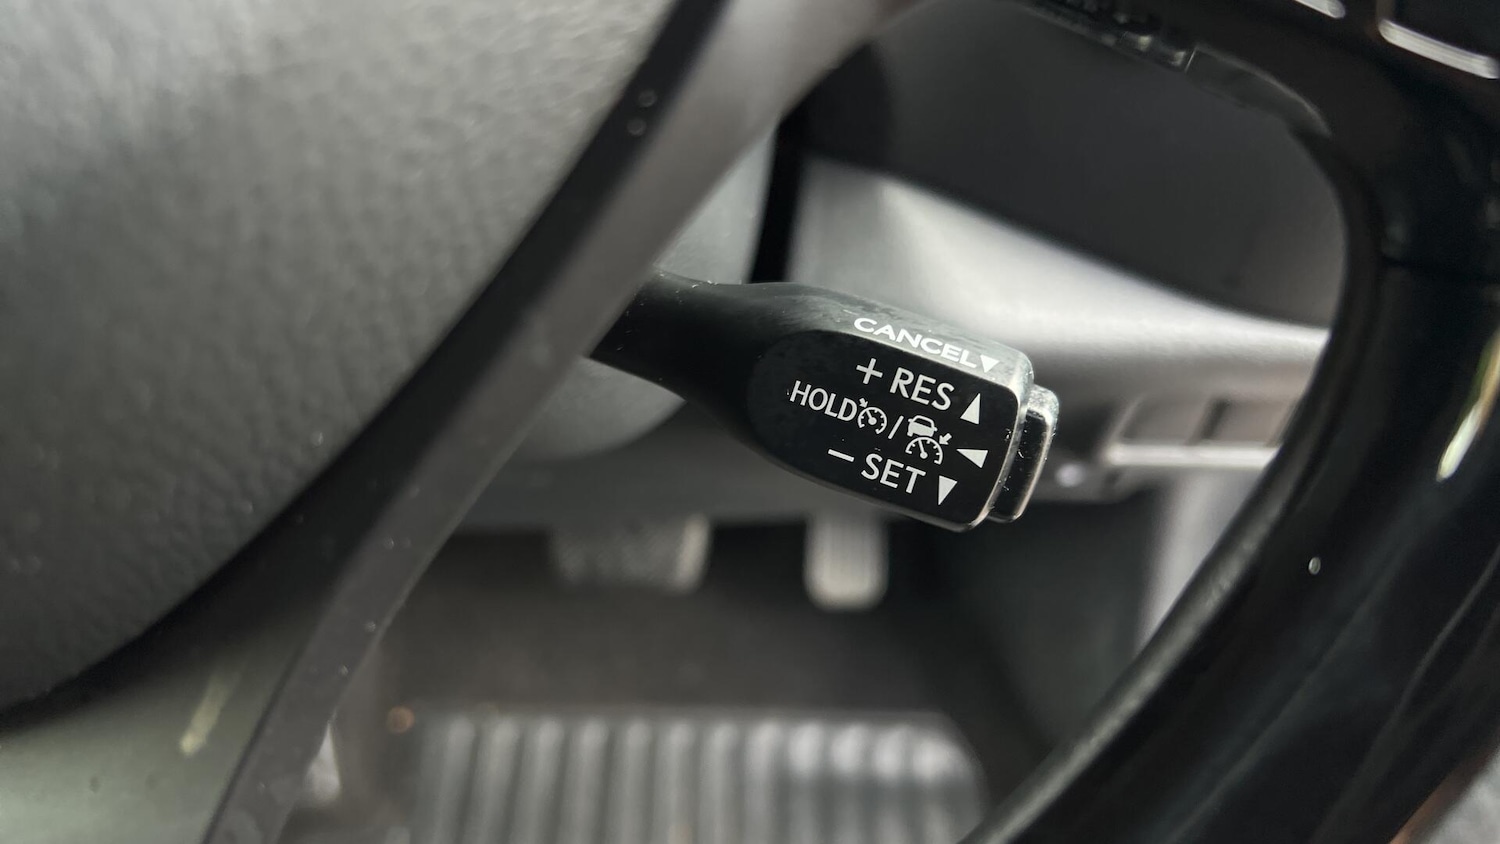 CANCEL▼
+ RES ▲
HOLD / ◀
− SET ▼